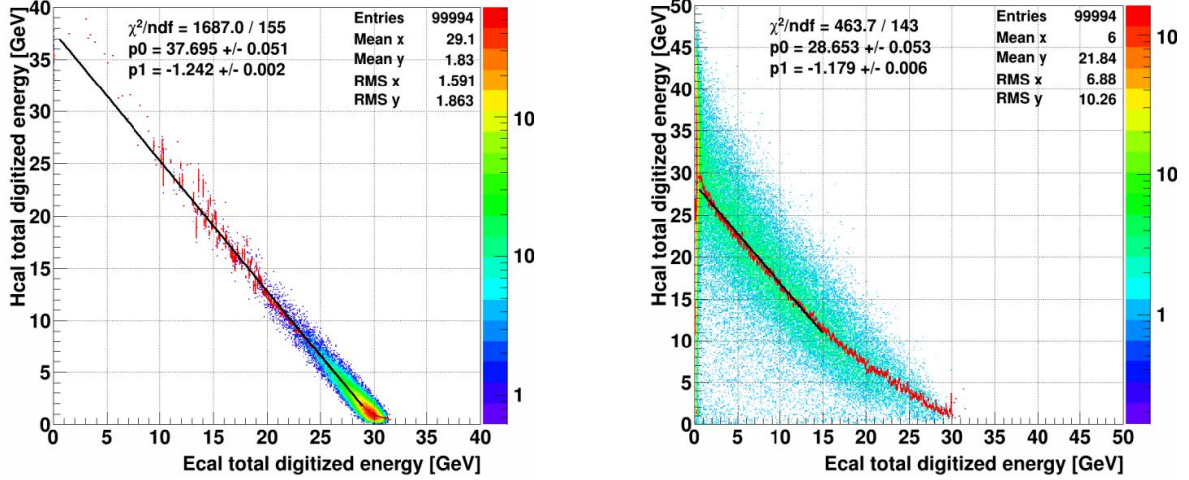 χ²/ndf = 1687.0 / 155
p0 = 37.695 +/- 0.051
p1 = -1.242 +/- 0.002
Entries 99994
Mean x 29.1
Mean y 1.83
RMS x 1.591
RMS y 1.863
Hcal total digitized energy [GeV]
40
35
30
25
20
15
10
5
0
0 5 10 15 20 25 30 35 40
Ecal total digitized energy [GeV]
10
10
1
χ²/ndf = 463.7 / 143
p0 = 28.653 +/- 0.053
p1 = -1.179 +/- 0.006
Entries 99994
Mean x 6
Mean y 21.84
RMS x 6.88
RMS y 10.26
Hcal total digitized energy [GeV]
50
45
40
35
30
25
20
15
10
5
0
0 5 10 15 20 25 30 35 40 45 50
Ecal total digitized energy [GeV]
10
10
1